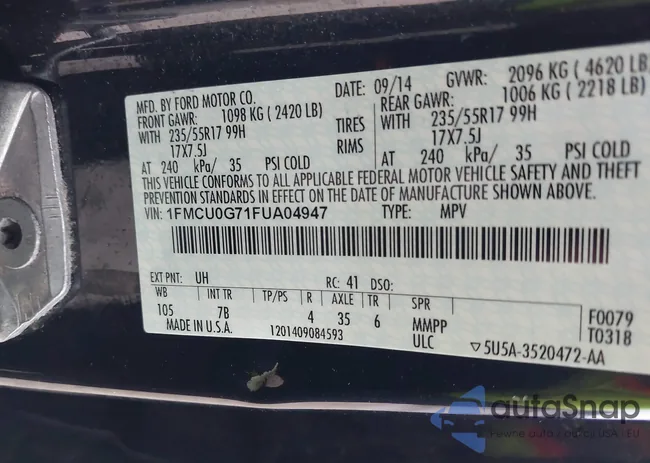 MFD. BY FORD MOTOR CO. DATE: 09/14 GVWR: 2096 KG ( 4620 LB)
FRONT GAWR: 1098 KG ( 2420 LB) REAR GAWR: 1006 KG ( 2218 LB)
WITH 235/55R17 99H TIRES WITH 235/55R17 99H
17X7.5J RIMS 17X7.5J
AT 240 kPa/ 35 PSI COLD AT 240 kPa/ 35 PSI COLD
THIS VEHICLE CONFORMS TO ALL APPLICABLE FEDERAL MOTOR VEHICLE SAFETY AND THEFT
PREVENTION STANDARDS IN EFFECT ON THE DATE OF MANUFACTURE SHOWN ABOVE.
VIN: 1FMCU0G71FUA04947 TYPE: MPV
EXT PNT: UH RC: 41 DSO:
WB INT TR TP/PS R AXLE TR SPR
105 7B 4 35 6 MMPP F0079
MADE IN U.S.A. 1201409084593 ULC T0318
▽5U5A-3520472-AA
autoSnap
Pewne auta / autaci USA / EU